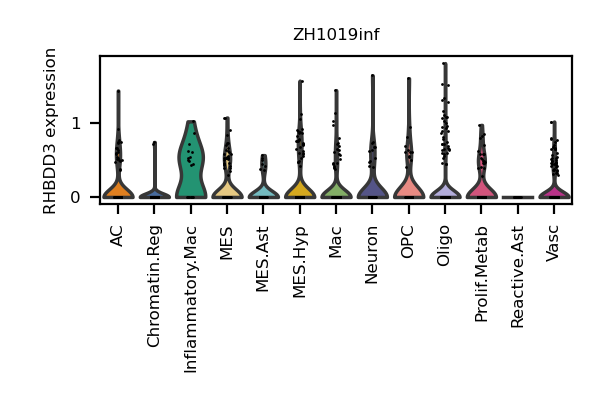 ZH1019inf
RHBDD3 expression
1
0
AC
Chromatin.Reg
Inflammatory.Mac
MES
MES.Ast
MES.Hyp
Mac
Neuron
OPC
Oligo
Prolif.Metab
Reactive.Ast
Vasc